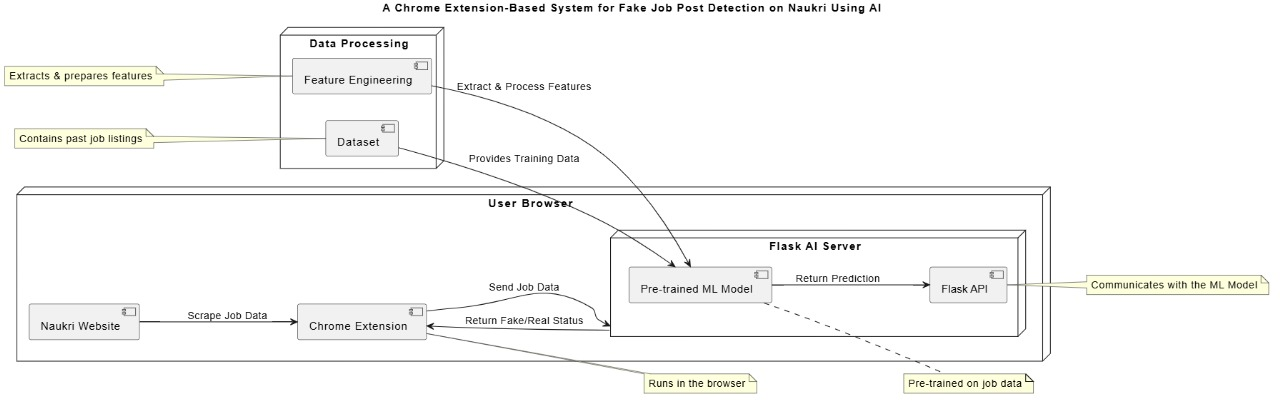 A Chrome Extension-Based System for Fake Job Post Detection on Naukri Using AI
Data Processing
Extracts & prepares features
Feature Engineering
Extract & Process Features
Contains past job listings
Dataset
Provides Training Data
User Browser
Flask AI Server
Pre-trained ML Model
Return Prediction
Flask API
Communicates with the ML Model
Send Job Data
Naukri Website
Scrape Job Data
Chrome Extension
Return Fake/Real Status
Runs in the browser
Pre-trained on job data